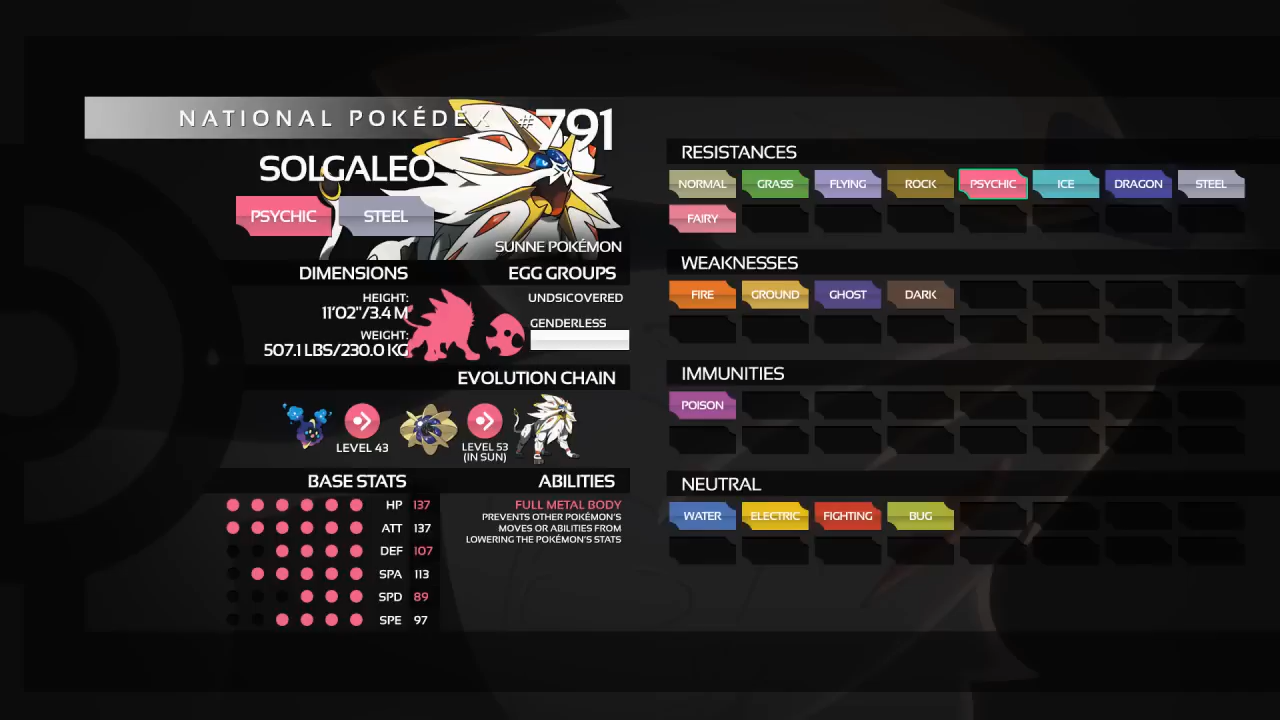 NATIONAL POKÉDEX #791
SOLGALEO
PSYCHIC STEEL
SUNNE POKÉMON
DIMENSIONS
HEIGHT:
11'02"/3.4 M
WEIGHT:
507.1 LBS/230.0 KG
EGG GROUPS
UNDSICOVERED
GENDERLESS
EVOLUTION CHAIN
LEVEL 43
LEVEL 53
(IN SUN)
BASE STATS
HP 137
ATT 137
DEF 107
SPA 113
SPD 89
SPE 97
ABILITIES
FULL METAL BODY
PREVENTS OTHER POKÉMON'S
MOVES OR ABILITIES FROM
LOWERING THE POKÉMON'S STATS
RESISTANCES
NORMAL GRASS FLYING ROCK PSYCHIC ICE DRAGON STEEL
FAIRY
WEAKNESSES
FIRE GROUND GHOST DARK
IMMUNITIES
POISON
NEUTRAL
WATER ELECTRIC FIGHTING BUG